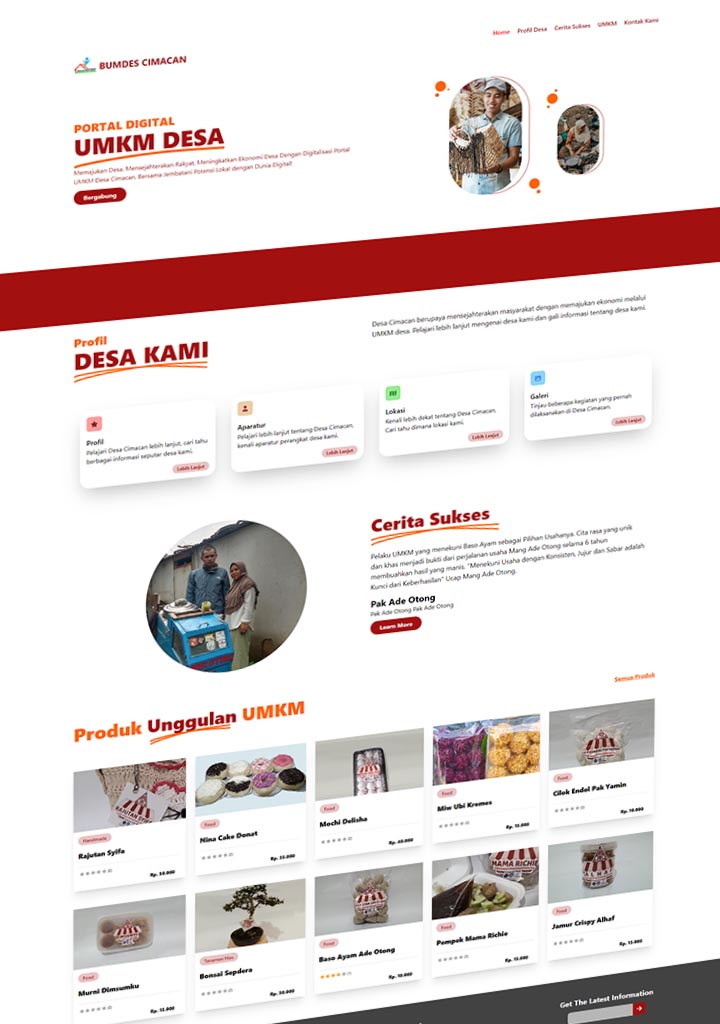 Home Profil Desa Cerita Sukses UMKM Kontak Kami
BUMDES CIMACAN
PORTAL DIGITAL
UMKM DESA
Memajukan Desa, Mensejahterakan Rakyat, Meningkatkan Ekonomi Desa Dengan Digitalisasi Portal
UMKM Desa Cimacan. Bersama Jembatani Potensi Lokal dengan Dunia Digital!
Bergabung
Profil
DESA KAMI
Desa Cimacan berupaya mensejahterakan masyarakat dengan memajukan ekonomi melalui
UMKM desa. Pelajari lebih lanjut mengenai desa kami dan gali informasi tentang desa kami.
Profil
Pelajari Desa Cimacan lebih lanjut, cari tahu
berbagai informasi seputar desa kami.
Lebih Lanjut
Aparatur
Pelajari lebih lanjut tentang Desa Cimacan,
kenali aparatur perangkat desa kami.
Lebih Lanjut
Lokasi
Kenali lebih dekat tentang Desa Cimacan.
Cari tahu dimana lokasi kami.
Lebih Lanjut
Galeri
Tinjau beberapa kegiatan yang pernah
dilaksanakan di Desa Cimacan.
Lebih Lanjut
Cerita Sukses
Pelaku UMKM yang menekuni Baso Ayam sebagai Pilihan Usahanya. Cita rasa yang unik
dan khas menjadi bukti dari perjalanan usaha Mang Ade Otong selama 6 tahun
membuahkan hasil yang manis. "Menekuni Usaha dengan Konsisten, Jujur dan Sabar adalah
Kunci dari Keberhasilan" Ucap Mang Ade Otong.
Pak Ade Otong
Pak Ade Otong Pak Ade Otong
Learn More
Semua Produk
Produk Unggulan UMKM
Handmade
Rajutan Syifa
Food
Nina Cake Donat
Rp. 35.000
Food
Mochi Delisha
Food
Miw Ubi Kremes
Rp. 15.000
Food
Cilok Endol Pak Yamin
Rp. 10.000
Food
Murni Dimsumku
Rp. 15.000
Tanaman Hias
Bonsai Sepdera
Food
Baso Ayam Ade Otong
Rp. 10.000
MAMA RICHIE
Food
Pempek Mama Richie
Rp. 15.000
ALHAF
Food
Jamur Crispy Alhaf
Rp. 15.000
Get The Latest Information